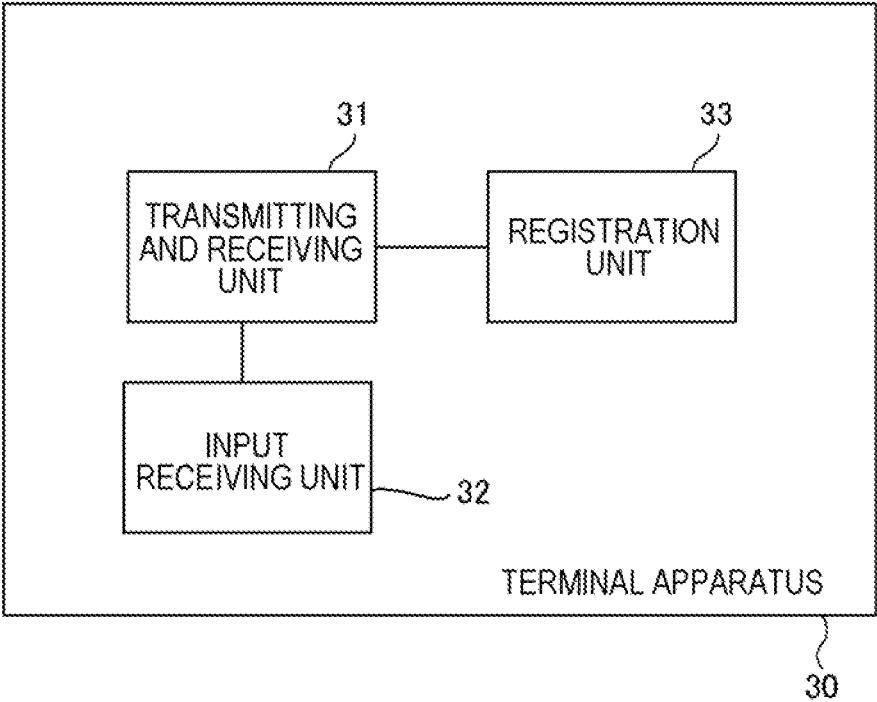 31
33
TRANSMITTING
AND RECEIVING
UNIT
REGISTRATION
UNIT
INPUT
RECEIVING UNIT
32
TERMINAL APPARATUS
30